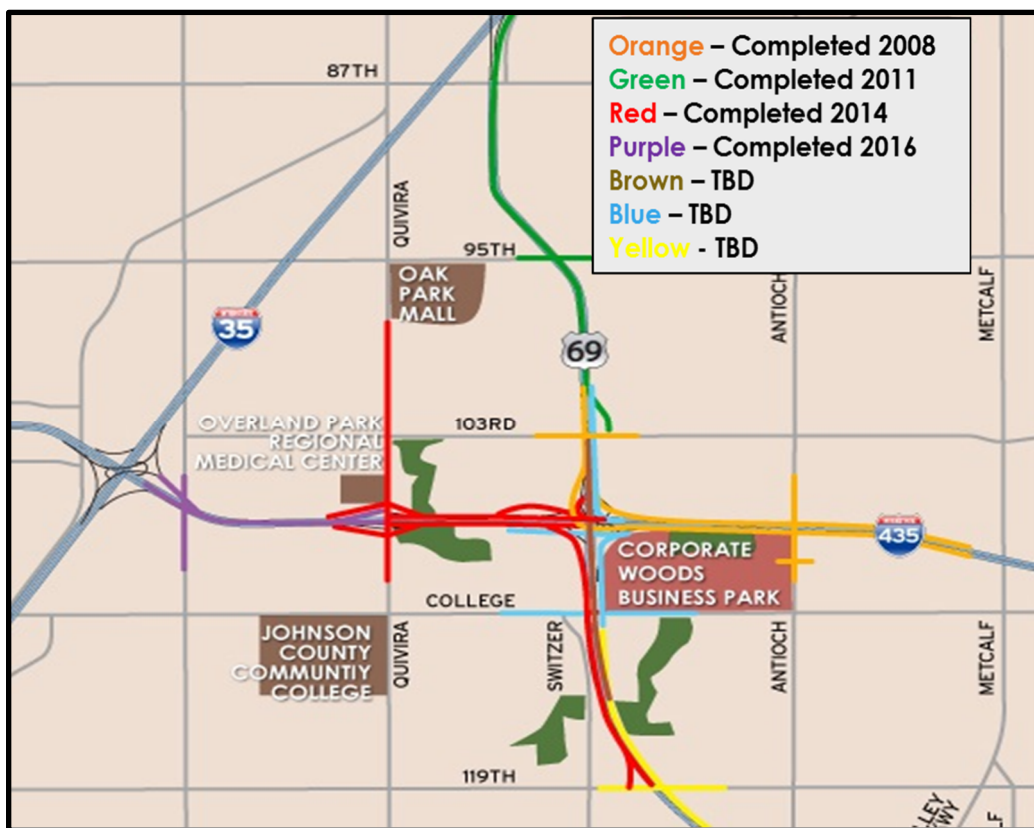 Orange – Completed 2008
Green – Completed 2011
Red – Completed 2014
Purple – Completed 2016
Brown – TBD
Blue – TBD
Yellow - TBD
87TH
QUIVIRA
95TH
OAK
PARK
MALL
ANTIOCH
METCALF
35
69
OVERLAND PARK
REGIONAL
MEDICAL CENTER
103RD
435
CORPORATE
WOODS
BUSINESS PARK
COLLEGE
JOHNSON
COUNTY
COMMUNTIY
COLLEGE
QUIVIRA
SWITZER
ANTIOCH
METCALF
119TH